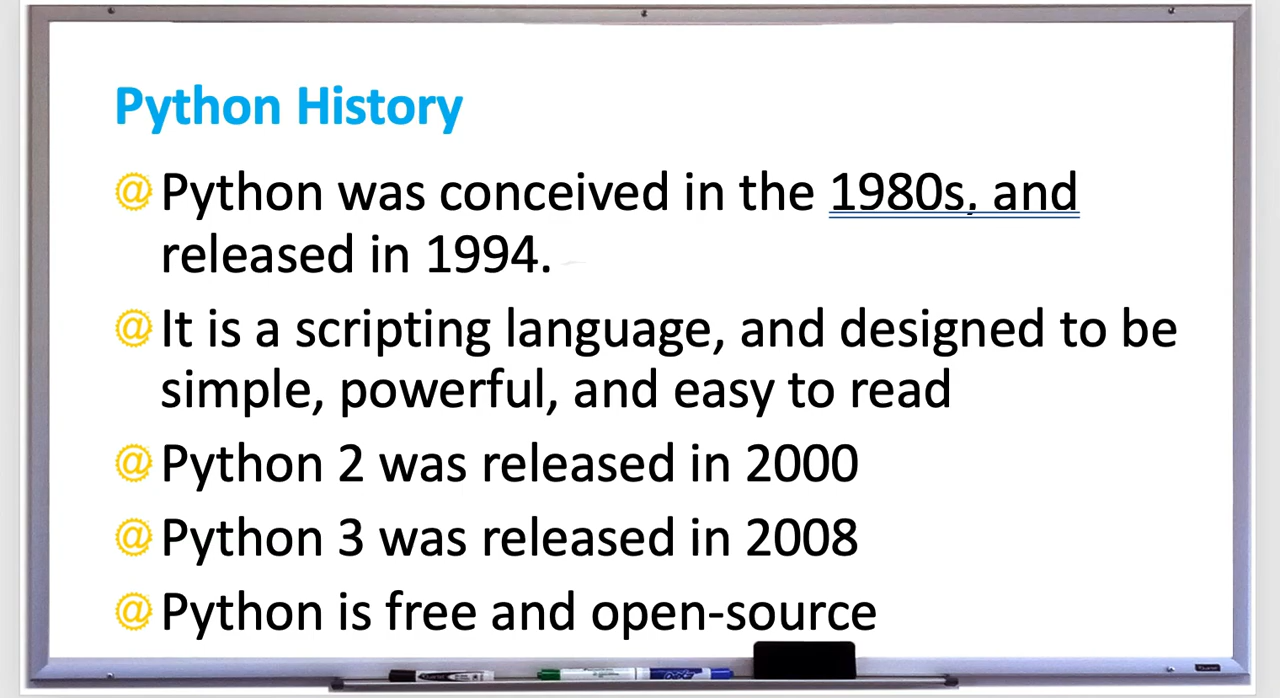 Python History
@ Python was conceived in the 1980s, and
released in 1994.
@ It is a scripting language, and designed to be
simple, powerful, and easy to read
@ Python 2 was released in 2000
@ Python 3 was released in 2008
@ Python is free and open-source